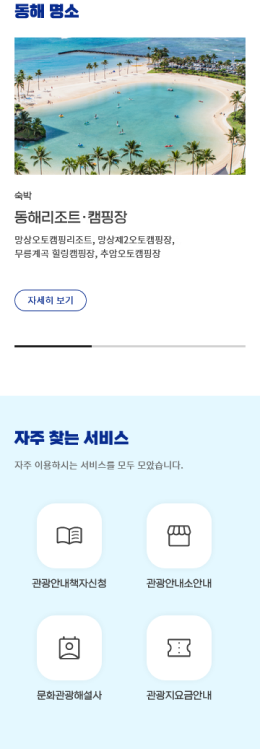 동해 명소
숙박
동해리조트·캠핑장
망상오토캠핑리조트, 망상제2오토캠핑장,
무릉계곡 힐링캠핑장, 추암오토캠핑장
자세히 보기
자주 찾는 서비스
자주 이용하시는 서비스를 모두 모았습니다.
관광안내책자신청
관광안내소안내
문화관광해설사
관광지요금안내